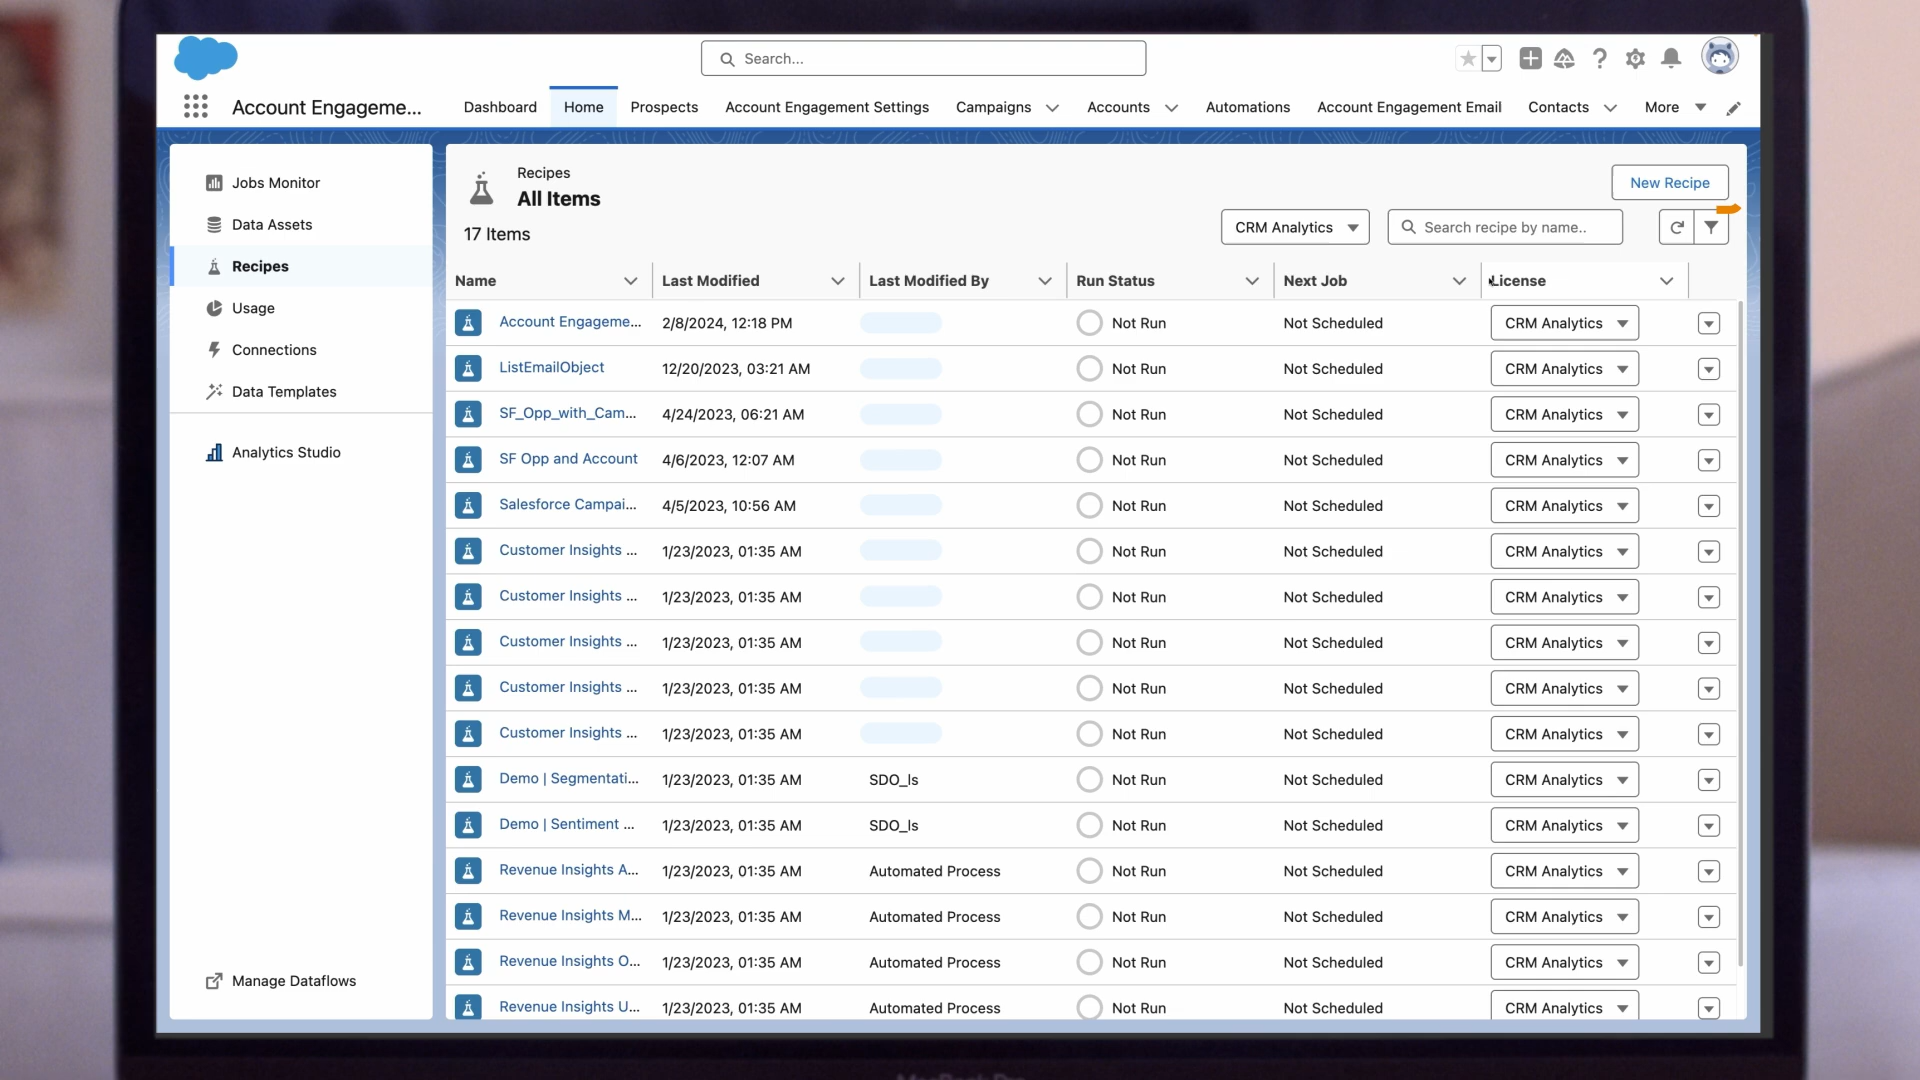 Search...
Account Engageme...
Dashboard
Home
Prospects
Account Engagement Settings
Campaigns
Accounts
Automations
Account Engagement Email
Contacts
More
Jobs Monitor
Data Assets
Recipes
Usage
Connections
Data Templates
Analytics Studio
Manage Dataflows
Recipes
All Items
17 Items
New Recipe
CRM Analytics
Search recipe by name..
Name Last Modified Last Modified By Run Status Next Job License
Account Engageme... 2/8/2024, 12:18 PM Not Run Not Scheduled CRM Analytics
ListEmailObject 12/20/2023, 03:21 AM Not Run Not Scheduled CRM Analytics
SF_Opp_with_Cam... 4/24/2023, 06:21 AM Not Run Not Scheduled CRM Analytics
SF Opp and Account 4/6/2023, 12:07 AM Not Run Not Scheduled CRM Analytics
Salesforce Campai... 4/5/2023, 10:56 AM Not Run Not Scheduled CRM Analytics
Customer Insights ... 1/23/2023, 01:35 AM Not Run Not Scheduled CRM Analytics
Customer Insights ... 1/23/2023, 01:35 AM Not Run Not Scheduled CRM Analytics
Customer Insights ... 1/23/2023, 01:35 AM Not Run Not Scheduled CRM Analytics
Customer Insights ... 1/23/2023, 01:35 AM Not Run Not Scheduled CRM Analytics
Customer Insights ... 1/23/2023, 01:35 AM Not Run Not Scheduled CRM Analytics
Demo | Segmentati... 1/23/2023, 01:35 AM SDO_ls Not Run Not Scheduled CRM Analytics
Demo | Sentiment ... 1/23/2023, 01:35 AM SDO_ls Not Run Not Scheduled CRM Analytics
Revenue Insights A... 1/23/2023, 01:35 AM Automated Process Not Run Not Scheduled CRM Analytics
Revenue Insights M... 1/23/2023, 01:35 AM Automated Process Not Run Not Scheduled CRM Analytics
Revenue Insights O... 1/23/2023, 01:35 AM Automated Process Not Run Not Scheduled CRM Analytics
Revenue Insights U... 1/23/2023, 01:35 AM Automated Process Not Run Not Scheduled CRM Analytics